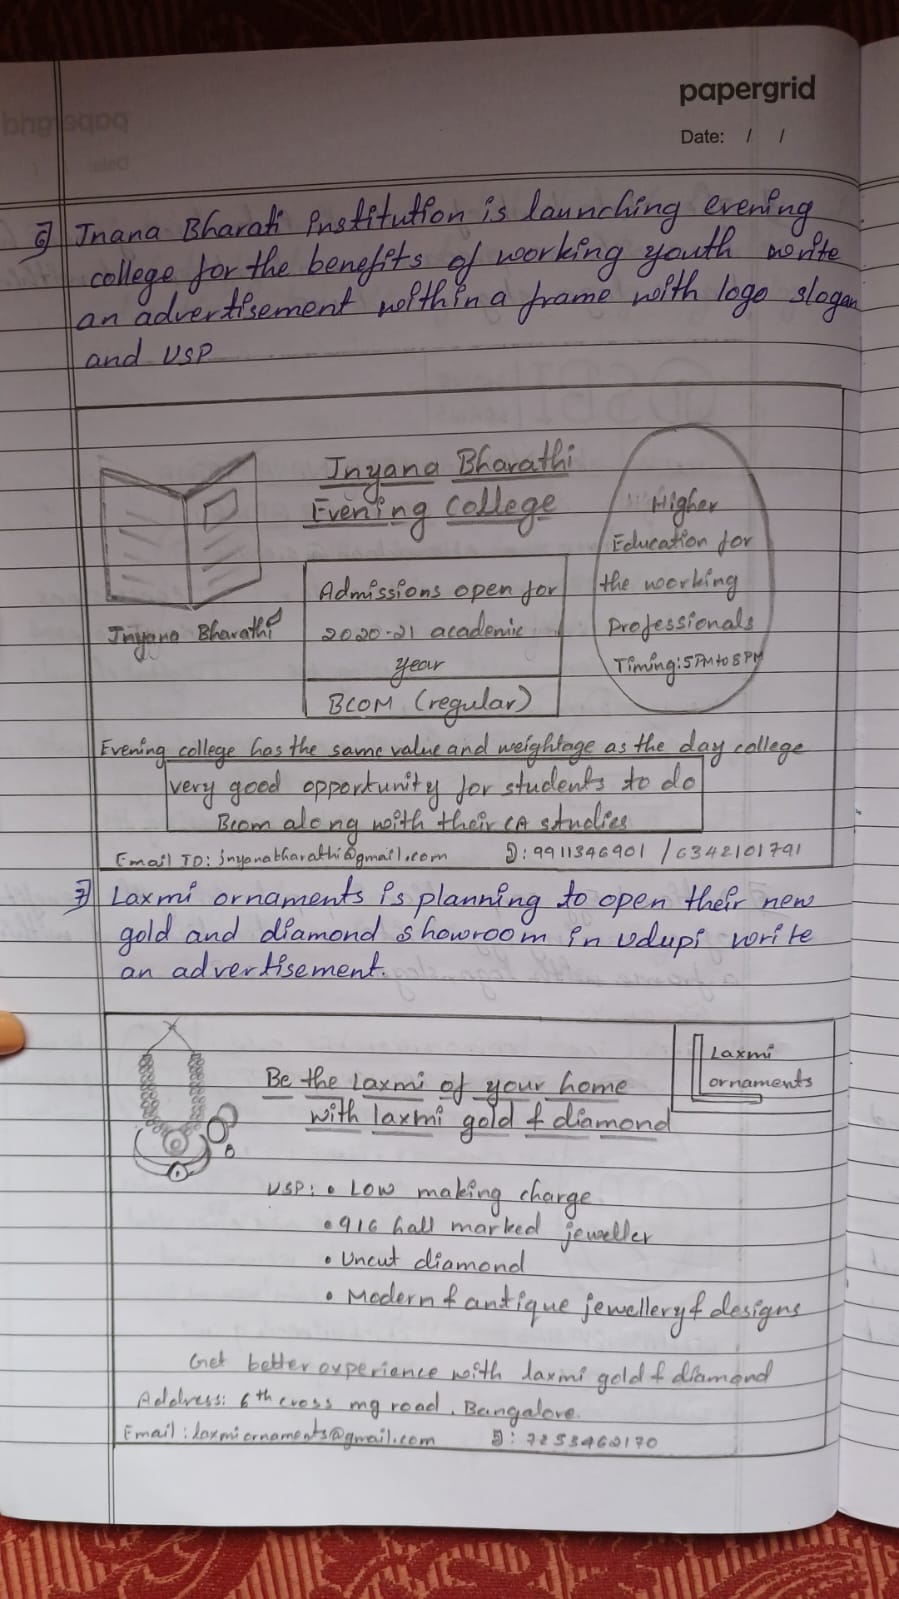 papergrid
Date: / /
6) Jnana Bharati Institution is launching evening
college for the benefits of working youth write
an advertisement within a frame with logo slogan
and USP
Jnyana Bharathi
Evening College
Jnyana Bharathi
Admissions open for
2020-21 academic
year
BCOM (regular)
Higher
Education for
the working
Professionals
Timing: 5 PM to 8 PM
Evening college has the same value and weightage as the day college
very good opportunity for students to do
Bcom along with their CA studies
Email ID: jnyanabharathi@gmail.com : 9911346901 / 6342101791
7) Laxmi ornaments is planning to open their new
gold and diamond showroom in Udupi write
an advertisement.
Laxmi
ornaments
Be the Laxmi of your home
with laxmi gold & diamond
USP: • Low making charge
• 916 hall marked jeweller
• Uncut diamond
• Modern & antique jewellery & designs
Get better experience with laxmi gold & diamond
Address: 6th cross mg road, Bangalore.
Email: laxmiornaments@gmail.com : 7253462170